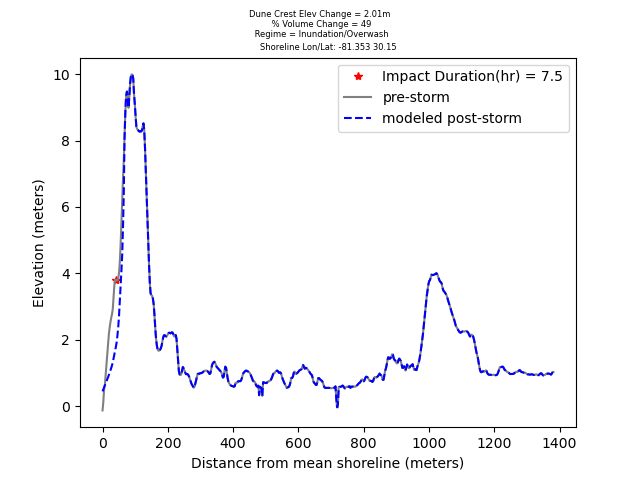 Dune Crest Elev Change = 2.01m
% Volume Change = 49
Regime = Inundation/Overwash
Shoreline Lon/Lat: -81.353 30.15
Impact Duration(hr) = 7.5
pre-storm
modeled post-storm
Elevation (meters)
10
8
6
4
2
0
0 200 400 600 800 1000 1200 1400
Distance from mean shoreline (meters)